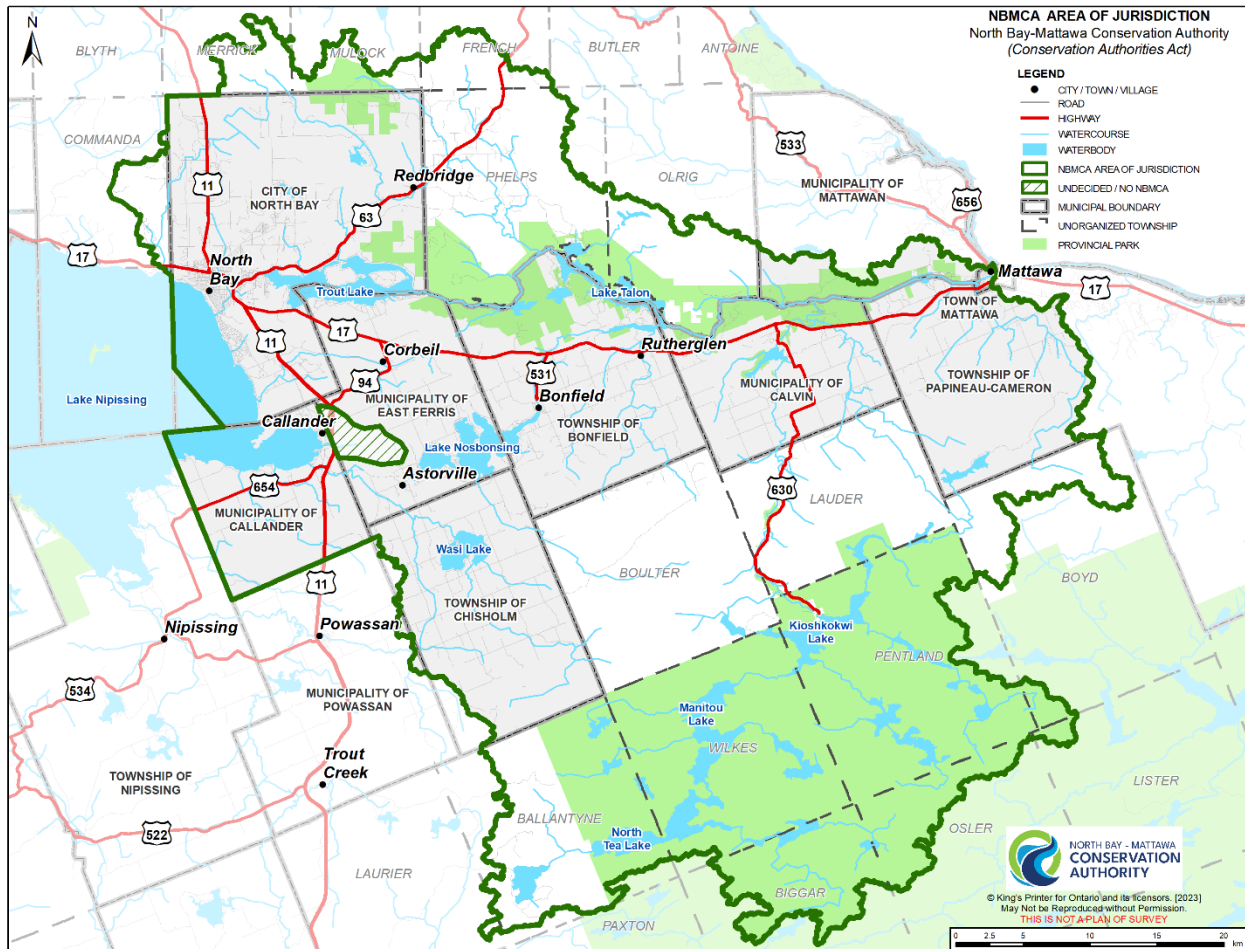 NBMCA AREA OF JURISDICTION
North Bay-Mattawa Conservation Authority
(Conservation Authorities Act)
LEGEND
CITY / TOWN / VILLAGE
ROAD
HIGHWAY
WATERCOURSE
WATERBODY
NBMCA AREA OF JURISDICTION
UNDECIDED / NO NBMCA
MUNICIPAL BOUNDARY
UNORGANIZED TOWNSHIP
PROVINCIAL PARK
N
BLYTH
MERRICK
MULOCK
FRENCH
BUTLER
ANTOINE
COMMANDA
533
11
Redbridge
PHELPS
OLRIG
MUNICIPALITY OF
MATTAWAN
656
CITY OF
NORTH BAY
63
17
North
Bay
Mattawa
17
Trout Lake
Lake Talon
TOWN OF
MATTAWA
17
11
Corbeil
Rutherglen
94
531
MUNICIPALITY OF
EAST FERRIS
MUNICIPALITY OF
CALVIN
TOWNSHIP OF
PAPINEAU-CAMERON
Lake Nipissing
Bonfield
Callander
TOWNSHIP OF
BONFIELD
Lake Nosbonsing
Astorville
654
630
LAUDER
MUNICIPALITY OF
CALLANDER
Wasi Lake
BOULTER
BOYD
11
TOWNSHIP OF
CHISHOLM
Nipissing
Powassan
Kioshkokwi
Lake
PENTLAND
534
MUNICIPALITY OF
POWASSAN
Manitou
Lake
WILKES
Trout
Creek
TOWNSHIP OF
NIPISSING
LISTER
522
BALLANTYNE
North
Tea Lake
OSLER
LAURIER
BIGGAR
PAXTON
NORTH BAY - MATTAWA
CONSERVATION
AUTHORITY
© King's Printer for Ontario and its licensors. [2023]
May Not be Reproduced without Permission.
THIS IS NOT A PLAN OF SURVEY
0 2.5 5 10 15 20
km